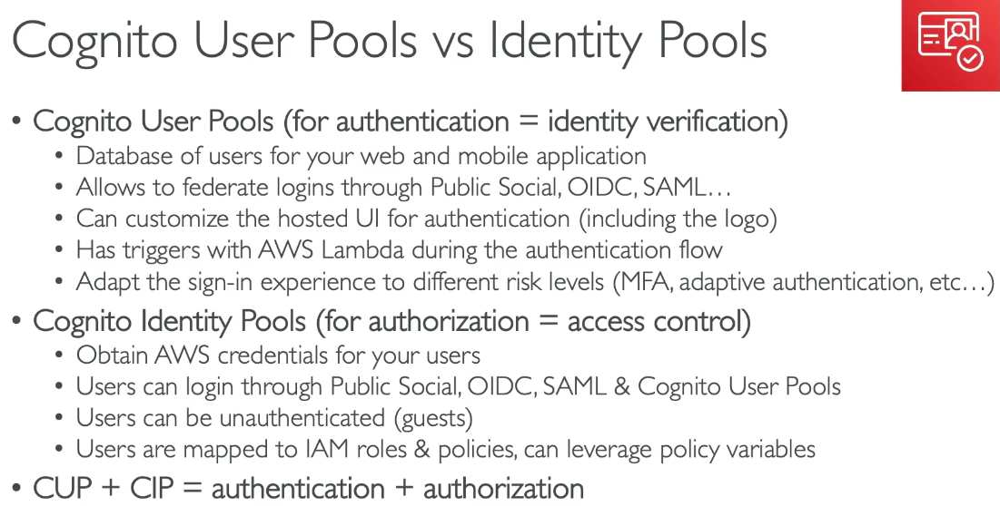 Cognito User Pools vs Identity Pools
• Cognito User Pools (for authentication = identity verification)
• Database of users for your web and mobile application
• Allows to federate logins through Public Social, OIDC, SAML…
• Can customize the hosted UI for authentication (including the logo)
• Has triggers with AWS Lambda during the authentication flow
• Adapt the sign-in experience to different risk levels (MFA, adaptive authentication, etc…)
• Cognito Identity Pools (for authorization = access control)
• Obtain AWS credentials for your users
• Users can login through Public Social, OIDC, SAML & Cognito User Pools
• Users can be unauthenticated (guests)
• Users are mapped to IAM roles & policies, can leverage policy variables
• CUP + CIP = authentication + authorization